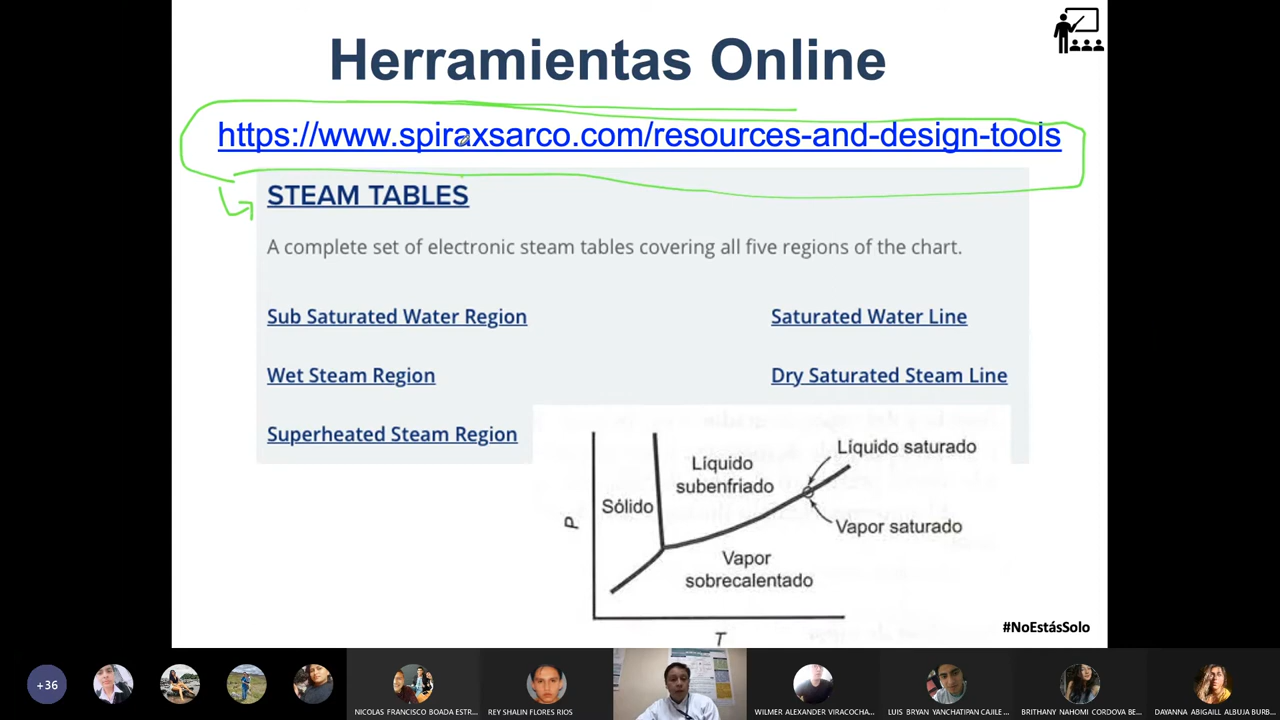 Herramientas Online
https://www.spiraxsarco.com/resources-and-design-tools
STEAM TABLES
A complete set of electronic steam tables covering all five regions of the chart.
Sub Saturated Water Region
Saturated Water Line
Wet Steam Region
Dry Saturated Steam Line
Superheated Steam Region
Líquido saturado
Líquido
subenfriado
Sólido
P
Vapor saturado
Vapor
sobrecalentado
T
#NoEstásSolo
+36
NICOLAS FRANCISCO BOADA ESTR...
REY SHALIN FLORES RIOS
WILMER ALEXANDER VIRACOCHA...
LUIS BRYAN YANCHATIPAN CAJILE...
BRITHANY NAHOMI CORDOVA BE...
DAYANNA ABIGAILL ALBUJA BURB...